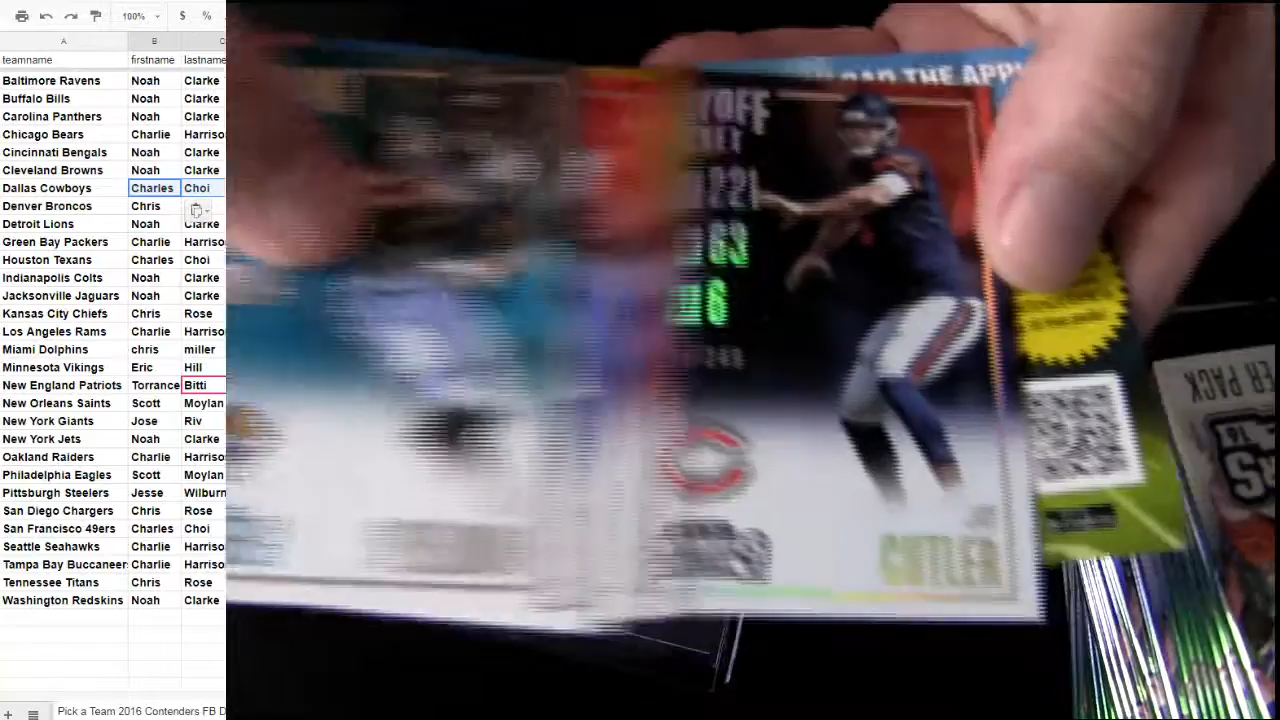 100% $ %
A B C
teamname firstname lastname
Baltimore Ravens Noah Clarke
Buffalo Bills Noah Clarke
Carolina Panthers Noah Clarke
Chicago Bears Charlie Harriso
Cincinnati Bengals Noah Clarke
Cleveland Browns Noah Clarke
Dallas Cowboys Charles Choi
Denver Broncos Chris
Detroit Lions Noah Clarke
Green Bay Packers Charlie Harriso
Houston Texans Charles Choi
Indianapolis Colts Noah Clarke
Jacksonville Jaguars Noah Clarke
Kansas City Chiefs Chris Rose
Los Angeles Rams Charlie Harriso
Miami Dolphins chris miller
Minnesota Vikings Eric Hill
New England Patriots Torrance Bitti
New Orleans Saints Scott Moylan
New York Giants Jose Riv
New York Jets Noah Clarke
Oakland Raiders Charlie Harriso
Philadelphia Eagles Scott Moylan
Pittsburgh Steelers Jesse Wilburn
San Diego Chargers Chris Rose
San Francisco 49ers Charles Choi
Seattle Seahawks Charlie Harriso
Tampa Bay Buccaneers Charlie Harriso
Tennessee Titans Chris Rose
Washington Redskins Noah Clarke
Pick a Team 2016 Contenders FB D
THE APP
CUTLER
ER PACK